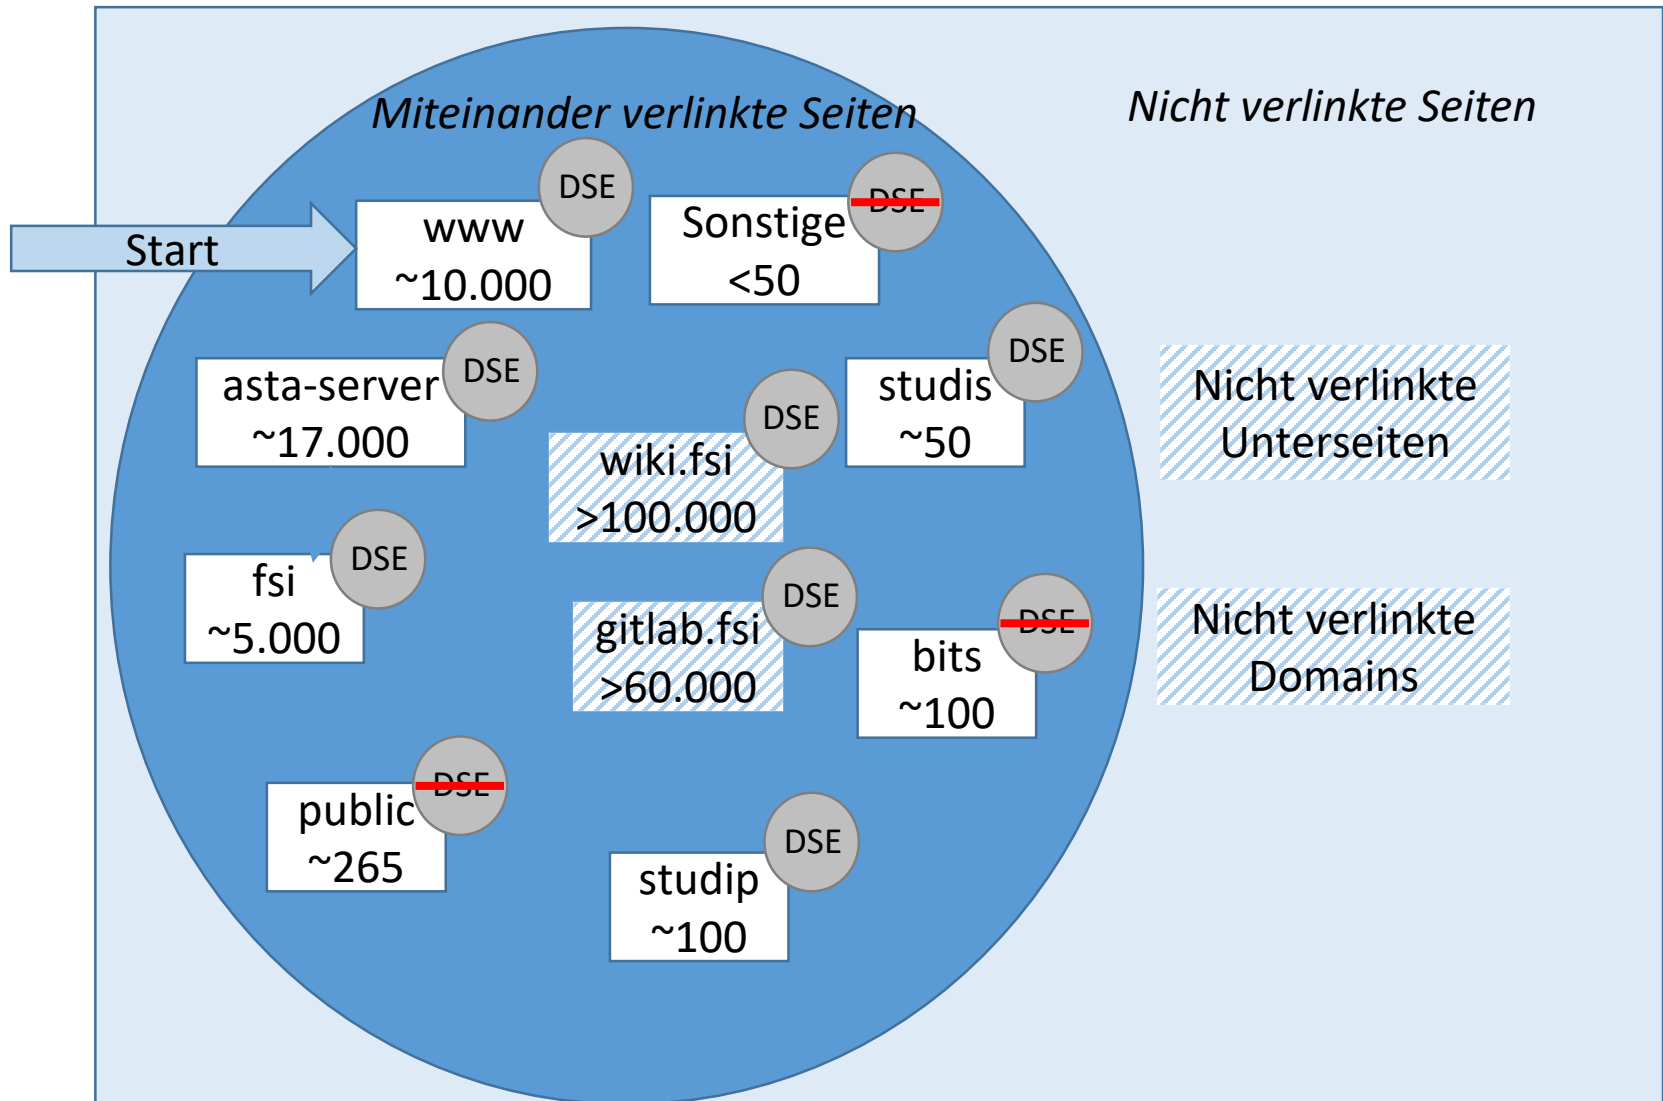 Miteinander verlinkte Seiten
Nicht verlinkte Seiten
Start
www
~10.000
DSE
Sonstige
<50
DSE
asta-server
~17.000
DSE
wiki.fsi
>100.000
DSE
studis
~50
DSE
Nicht verlinkte
Unterseiten
fsi
~5.000
DSE
gitlab.fsi
>60.000
DSE
bits
~100
DSE
Nicht verlinkte
Domains
public
~265
DSE
studip
~100
DSE